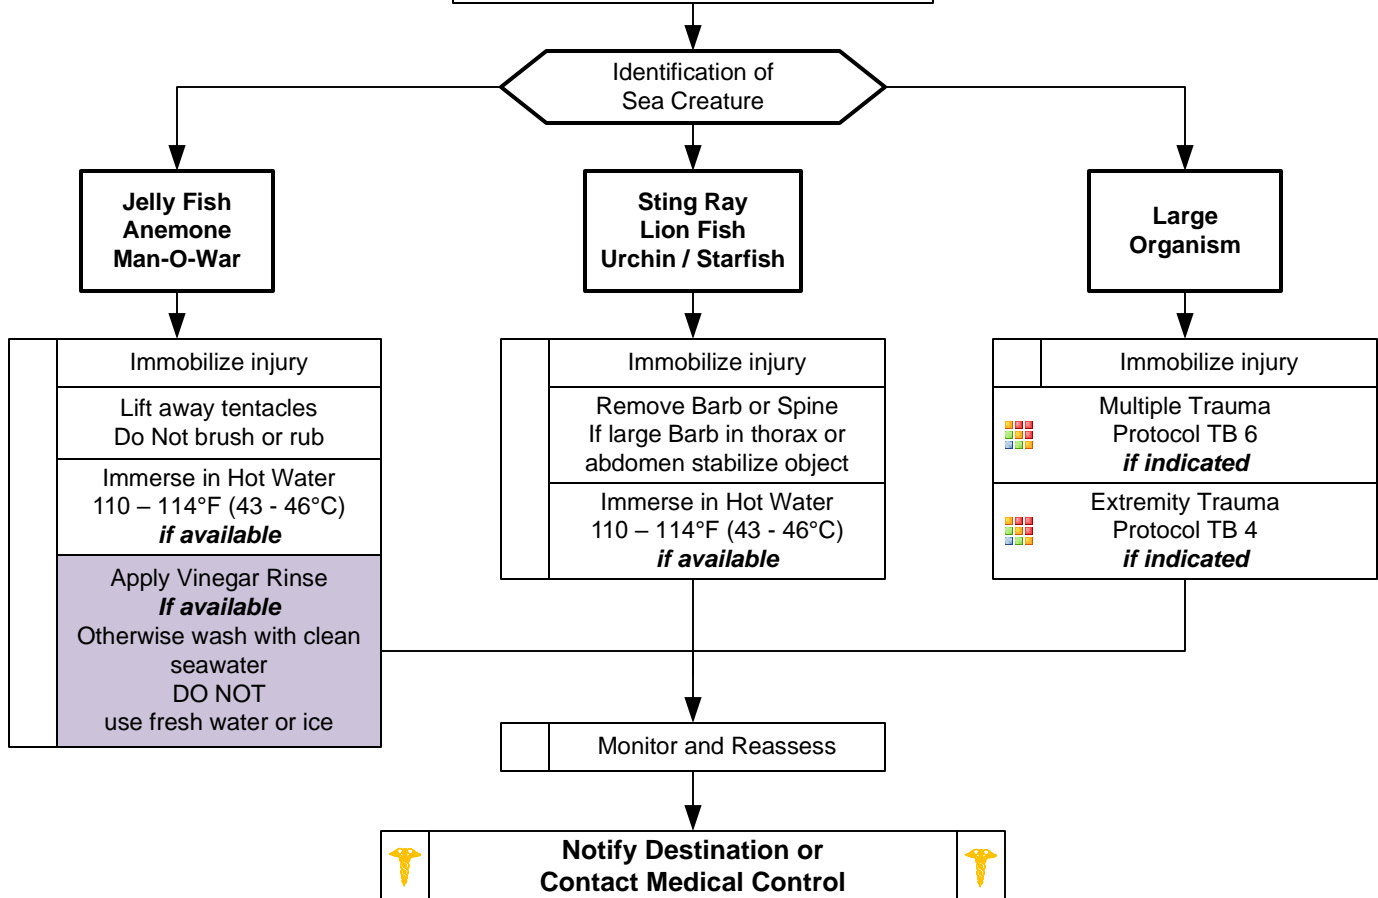 Identification of
Sea Creature
Jelly Fish
Anemone
Man-O-War
Sting Ray
Lion Fish
Urchin / Starfish
Large
Organism
Immobilize injury
Lift away tentacles
Do Not brush or rub
Immerse in Hot Water
110 – 114°F (43 - 46°C)
if available
Apply Vinegar Rinse
If available
Otherwise wash with clean
seawater
DO NOT
use fresh water or ice
Immobilize injury
Remove Barb or Spine
If large Barb in thorax or
abdomen stabilize object
Immerse in Hot Water
110 – 114°F (43 - 46°C)
if available
Immobilize injury
Multiple Trauma
Protocol TB 6
if indicated
Extremity Trauma
Protocol TB 4
if indicated
Monitor and Reassess
Notify Destination or
Contact Medical Control